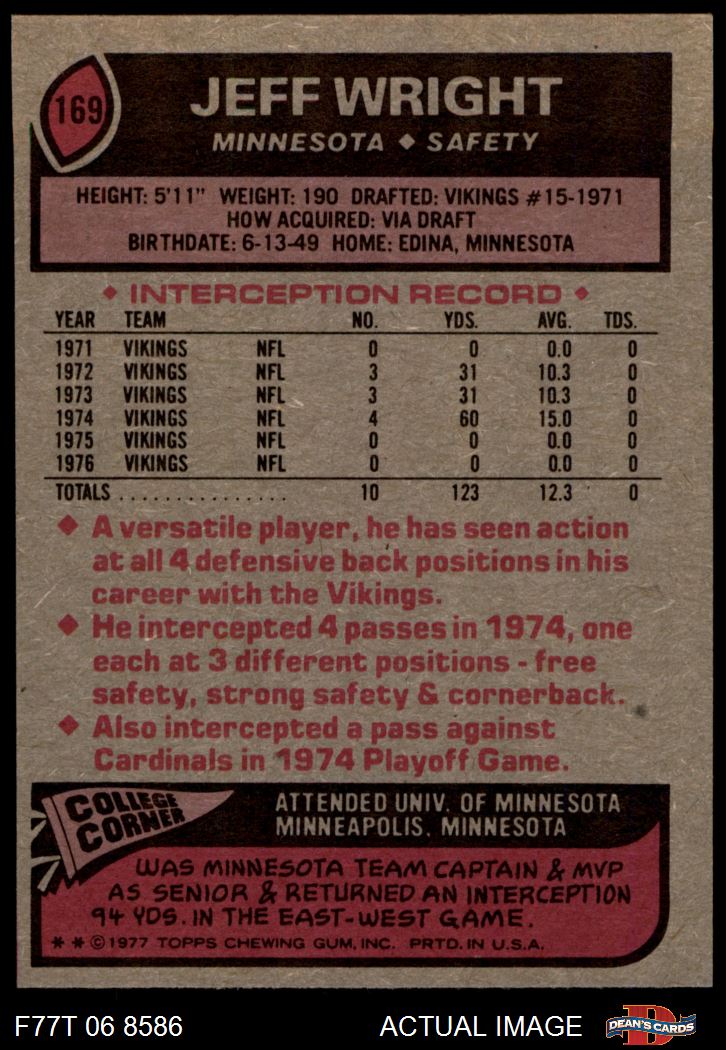 169
JEFF WRIGHT
MINNESOTA ◆ SAFETY
HEIGHT: 5'11" WEIGHT: 190 DRAFTED: VIKINGS #15-1971
HOW ACQUIRED: VIA DRAFT
BIRTHDATE: 6-13-49 HOME: EDINA, MINNESOTA
◆ INTERCEPTION RECORD ◆
YEAR TEAM NO. YDS. AVG. TDS.
1971 VIKINGS NFL 0 0 0.0 0
1972 VIKINGS NFL 3 31 10.3 0
1973 VIKINGS NFL 3 31 10.3 0
1974 VIKINGS NFL 4 60 15.0 0
1975 VIKINGS NFL 0 0 0.0 0
1976 VIKINGS NFL 0 0 0.0 0
TOTALS . . . . . . . . . . . . . . . 10 123 12.3 0
◆ A versatile player, he has seen action
at all 4 defensive back positions in his
career with the Vikings.
◆ He intercepted 4 passes in 1974, one
each at 3 different positions - free
safety, strong safety & cornerback.
◆ Also intercepted a pass against
Cardinals in 1974 Playoff Game.
COLLEGE
CORNER
ATTENDED UNIV. OF MINNESOTA
MINNEAPOLIS, MINNESOTA
WAS MINNESOTA TEAM CAPTAIN & MVP
AS SENIOR & RETURNED AN INTERCEPTION
94 YDS. IN THE EAST-WEST GAME.
* * © 1977 TOPPS CHEWING GUM, INC. PRTD. IN U.S.A.
F77T 06 8586 ACTUAL IMAGE
D
DEAN'S CARDS